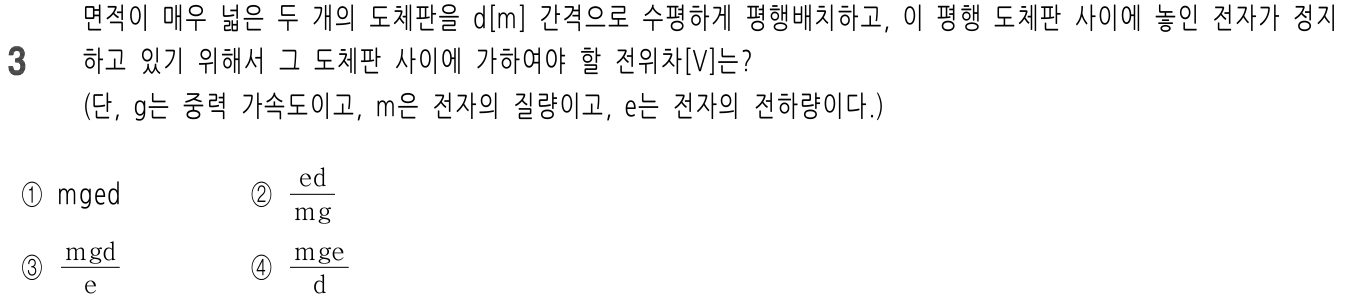 면적이 매우 넓은 두 개의 도체판을 d[m] 간격으로 수평하게 평행배치하고, 이 평행 도체판 사이에 놓인 전자가 정지
3 하고 있기 위해서 그 도체판 사이에 가하여야 할 전위차[V]는?
(단, g는 중력 가속도이고, m은 전자의 질량이고, e는 전자의 전하량이다.)
① mged ② ed/mg
③ mgd/e ④ mge/d